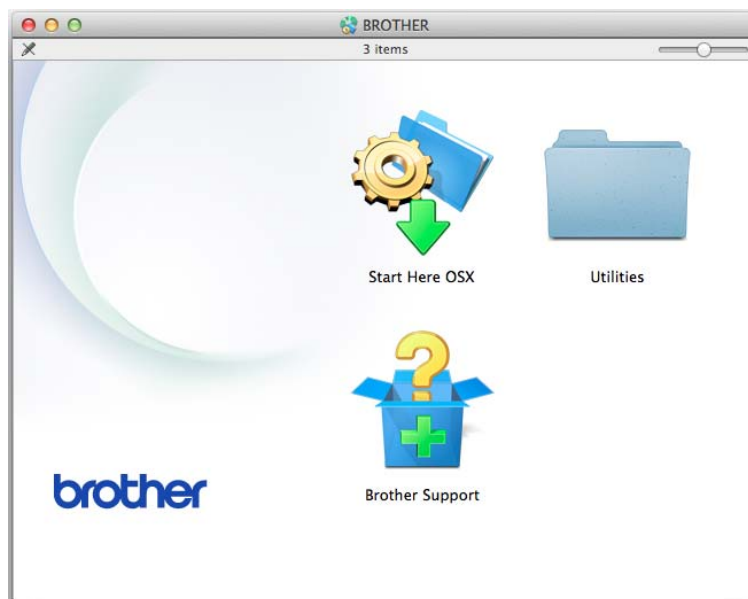 BROTHER
3 items
Start Here OSX
Utilities
Brother Support
brother